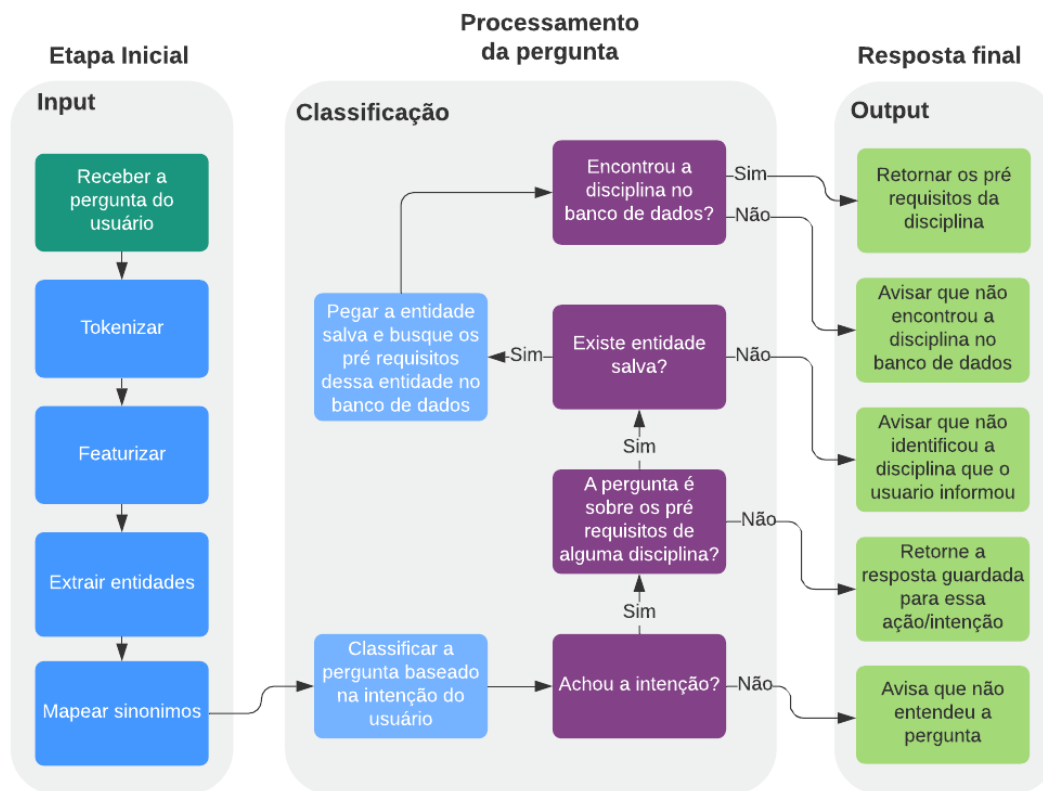 Etapa Inicial
Input
Receber a
pergunta do
usuário
Tokenizar
Featurizar
Extrair entidades
Mapear sinonimos
Processamento
da pergunta
Classificação
Classificar a
pergunta baseado
na intenção do
usuário
Achou a intenção?
Sim
Não
A pergunta é
sobre os pré
requisitos de
alguma disciplina?
Sim
Não
Existe entidade
salva?
Sim
Não
Pegar a entidade
salva e busque os
pré requisitos
dessa entidade no
banco de dados
Encontrou a
disciplina no
banco de dados?
Sim
Não
Resposta final
Output
Retornar os pré
requisitos da
disciplina
Avisar que não
encontrou a
disciplina no
banco de dados
Avisar que não
identificou a
disciplina que o
usuario informou
Retorne a
resposta guardada
para essa
ação/intenção
Avisa que não
entendeu a
pergunta